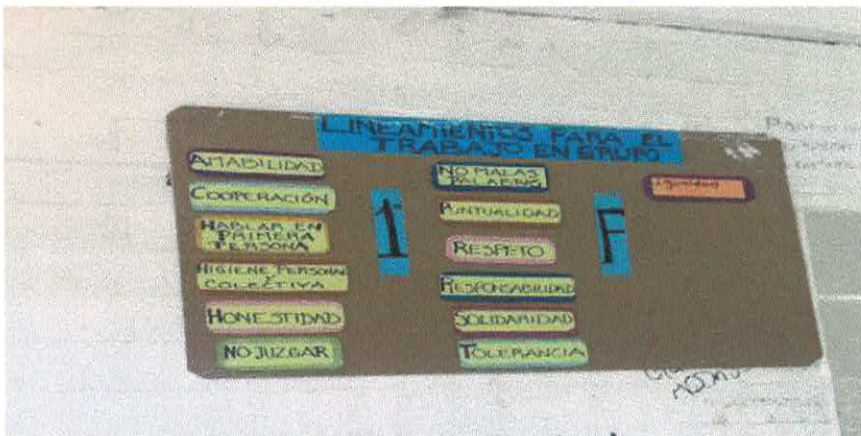 LINEAMIENTOS PARA EL
TRABAJO EN GRUPO
AMABILIDAD
COOPERACIÓN
HABLAR EN
PRIMERA
PERSONA
HIGIENE PERSONAL
Y
COLECTIVA
HONESTIDAD
NO JUZGAR
1
NO MALAS
PALABRAS
PUNTUALIDAD
RESPETO
RESPONSABILIDAD
SOLIDARIDAD
TOLERANCIA
F
Igualdad